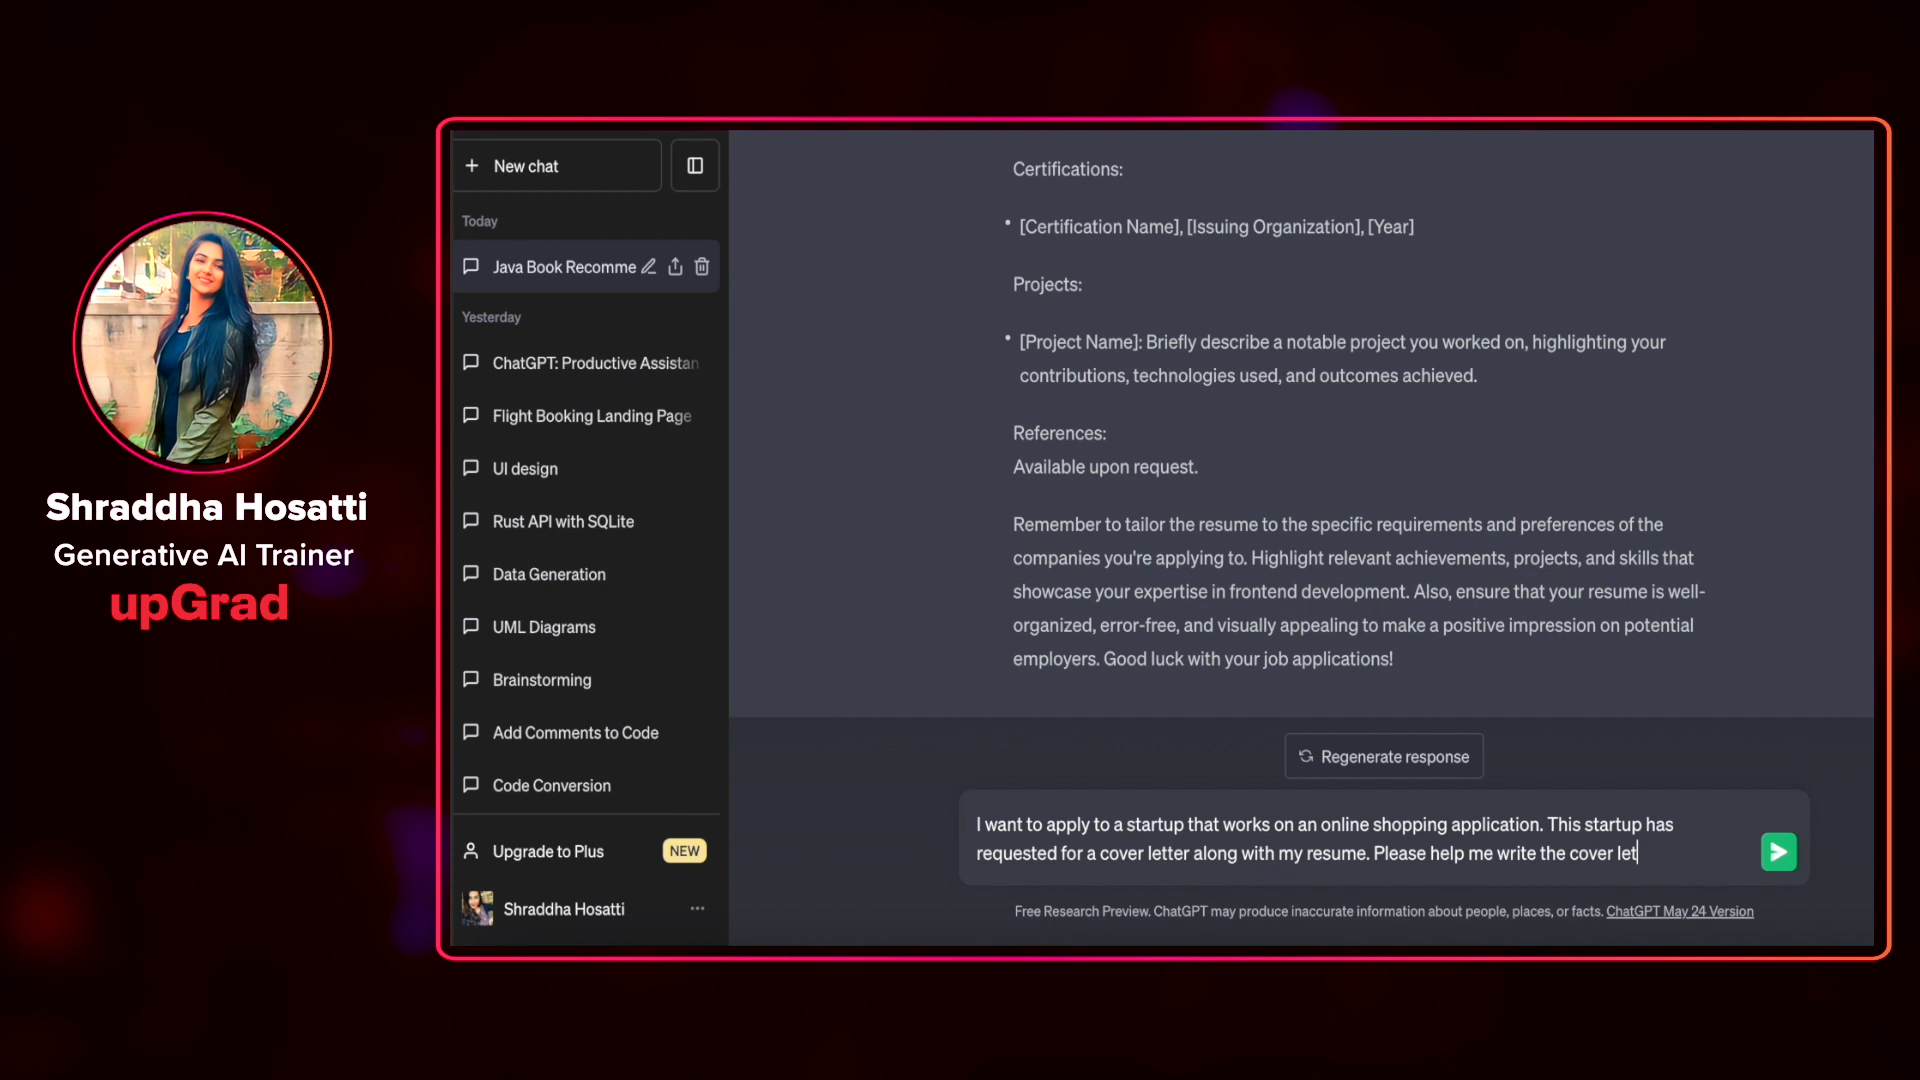 Shraddha Hosatti
Generative AI Trainer
upGrad
New chat
Today
Java Book Recomme
Yesterday
ChatGPT: Productive Assistan
Flight Booking Landing Page
UI design
Rust API with SQLite
Data Generation
UML Diagrams
Brainstorming
Add Comments to Code
Code Conversion
Upgrade to Plus NEW
Shraddha Hosatti
Certifications:
• [Certification Name], [Issuing Organization], [Year]
Projects:
• [Project Name]: Briefly describe a notable project you worked on, highlighting your
contributions, technologies used, and outcomes achieved.
References:
Available upon request.
Remember to tailor the resume to the specific requirements and preferences of the
companies you're applying to. Highlight relevant achievements, projects, and skills that
showcase your expertise in frontend development. Also, ensure that your resume is well-
organized, error-free, and visually appealing to make a positive impression on potential
employers. Good luck with your job applications!
Regenerate response
I want to apply to a startup that works on an online shopping application. This startup has
requested for a cover letter along with my resume. Please help me write the cover let
Free Research Preview. ChatGPT may produce inaccurate information about people, places, or facts. ChatGPT May 24 Version